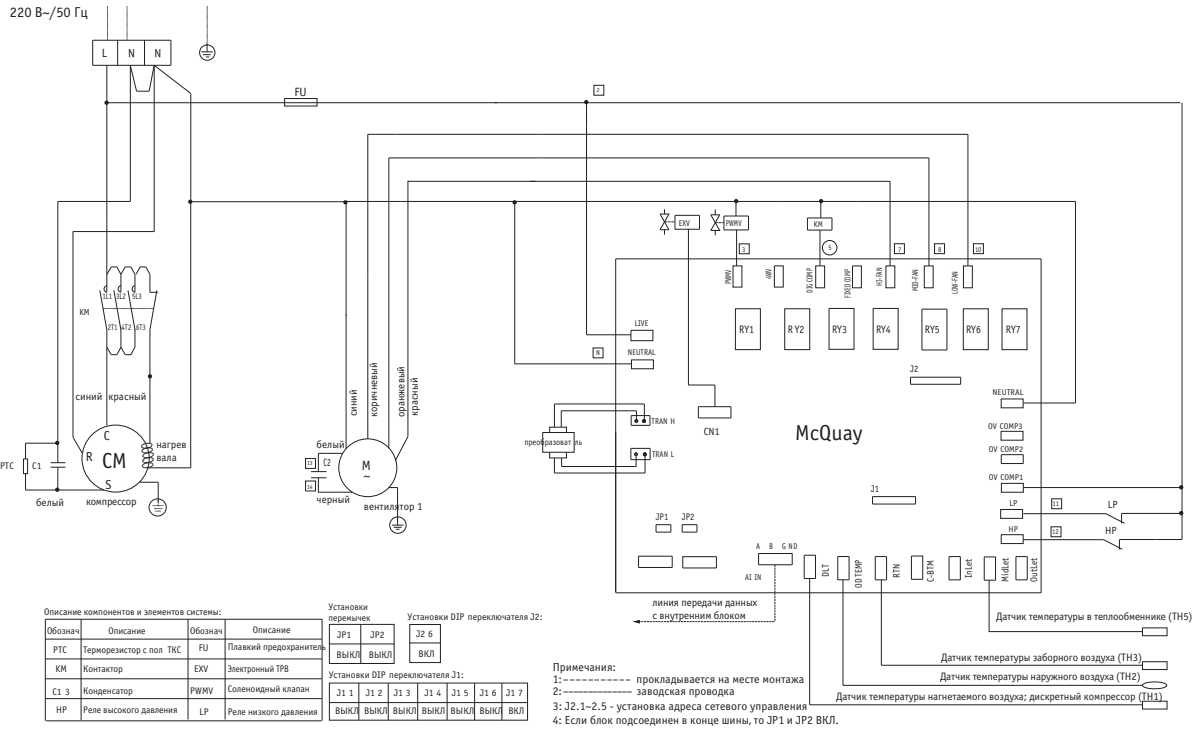 220 В~/50 Гц
L N N
FU
2
EXV
PWMV
KM
3
5
7
8
10
PWMV
4WV
DIG COMP
FIXED COMP
HI-FAN
MID-FAN
LOW-FAN
1L1 3L2 5L3
KM
2T1 4T2 6T3
LIVE
N
NEUTRAL
RY1 RY2 RY3 RY4 RY5 RY6 RY7
J2
синий
коричневый
оранжевый
красный
синий красный
NEUTRAL
CN1
McQuay
TRAN H
преобразоват ль
TRAN L
OV COMP3
OV COMP2
OV COMP1
C
R CM
S
нагрев
вала
PTC C1
белый
компрессор
белый
13 C2
14
черный
M
~
вентилятор 1
J1
LP
11
LP
HP
12
HP
JP1 JP2
A B GND
AI IN
DLT
OD TEMP
RTN
C-BTM
InLet
MidLet
OutLet
линия передачи данных
с внутренним блоком
Датчик температуры в теплообменнике (TH5)
Датчик температуры заборного воздуха (TH3)
Датчик температуры наружного воздуха (TH2)
Датчик температуры нагнетаемого воздуха; дискретный компрессор (TH1)
Описание компонентов и элементов системы:
Обознач Описание Обознач Описание
PTC Терморезистор с пол ТКС FU Плавкий предохранитель
KM Контактор EXV Электронный ТРВ
C1 3 Конденсатор PWMV Соленоидный клапан
HP Реле высокого давления LP Реле низкого давления
Установки
перемычек
JP1 JP2
ВЫКЛ ВЫКЛ
Установки DIP переключателя J2:
J2 6
ВКЛ
Установки DIP переключателя J1:
J1 1 J1 2 J1 3 J1 4 J1 5 J1 6 J1 7
ВЫКЛ ВЫКЛ ВЫКЛ ВЫКЛ ВЫКЛ ВЫКЛ ВКЛ
Примечания:
1: прокладывается на месте монтажа
2: заводская проводка
3: J2.1~2.5 - установка адреса сетевого управления
4: Если блок подсоединен в конце шины, то JP1 и JP2 ВКЛ.